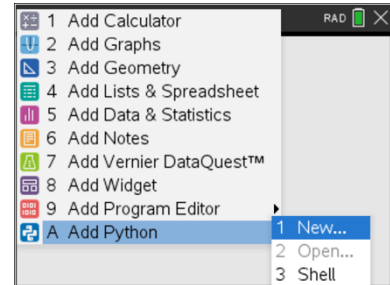 RAD
1 Add Calculator
2 Add Graphs
3 Add Geometry
4 Add Lists & Spreadsheet
5 Add Data & Statistics
6 Add Notes
7 Add Vernier DataQuest™
8 Add Widget
9 Add Program Editor
A Add Python
1 New...
2 Open...
3 Shell